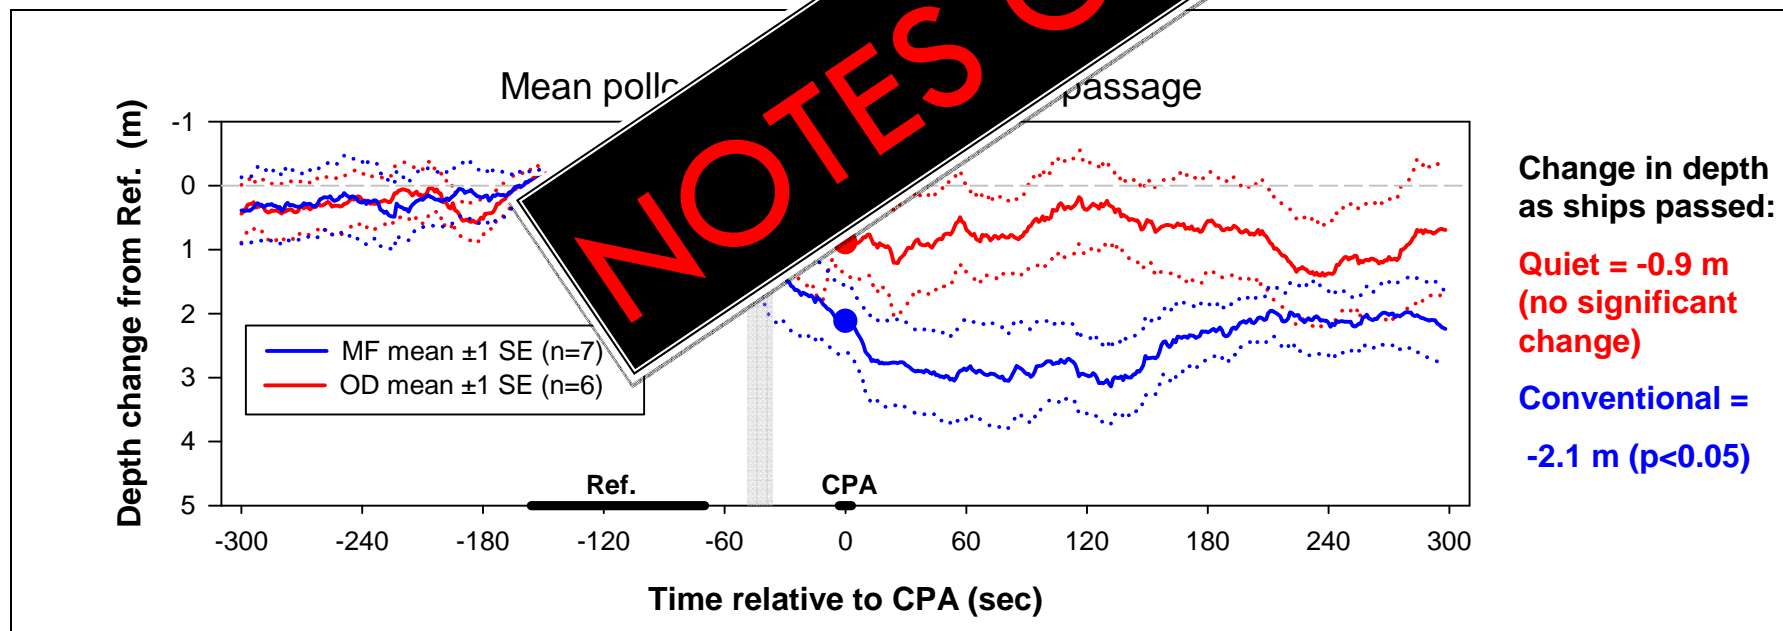 NOTES
Mean
passage
Depth change from Ref. (m)
-1
0
1
2
3
4
5
MF mean ±1 SE (n=7)
OD mean ±1 SE (n=6)
Ref.
CPA
-300 -240 -180 -120 -60 0 60 120 180 240 300
Time relative to CPA (sec)
Change in depth
as ships passed:
Quiet = -0.9 m
(no significant
change)
Conventional =
-2.1 m (p<0.05)